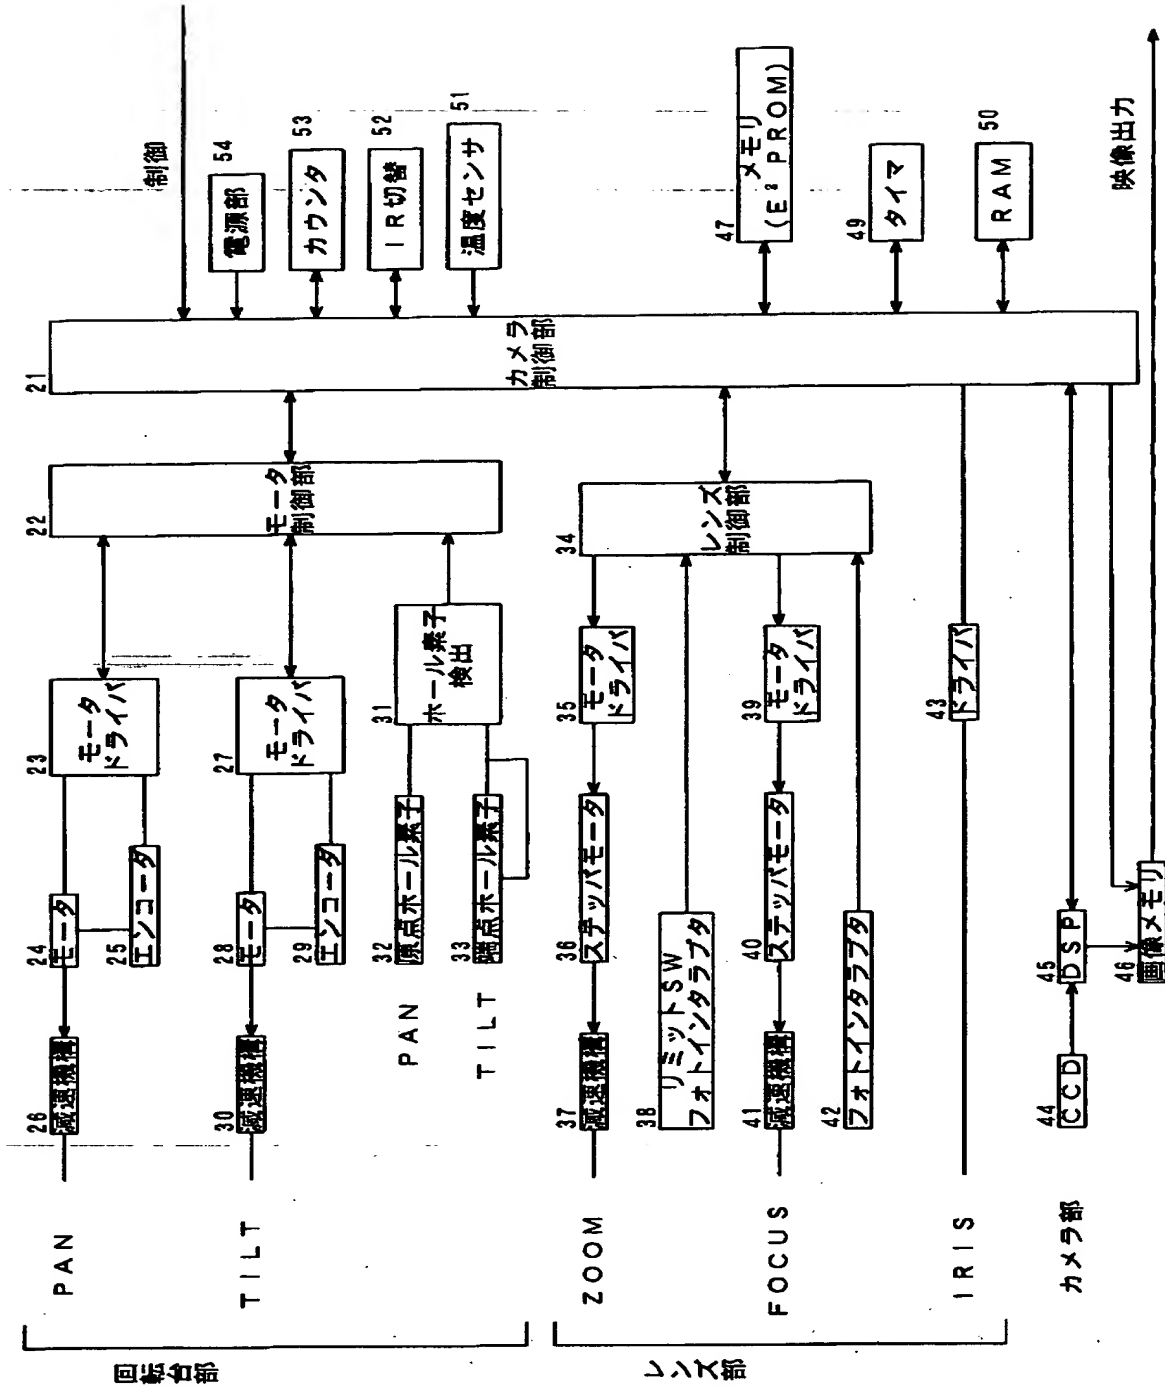 回転台部
PAN
26
減速機構
24
モータ
25
エンコータ
23
モータ
ドライバ
TILT
30
減速機構
28
モータ
29
エンコータ
27
モータ
ドライバ
22
モータ
制御部
PAN
32
原点ホール素子
TILT
33
端点ホール素子
31
ホール素子
検出
レンズ部
ZOOM
37
減速機構
36
ステッパモータ
35
モータ
ドライバ
38
リミットSW
フォトインタラプタ
34
レンズ
制御部
FOCUS
41
減速機構
40
ステッパモータ
39
モータ
ドライバ
42
フォトインタラプタ
IRIS
43
ドライバ
カメラ部
44
CCD
45
DSP
46
画像メモリ
映像出力
21
カメラ
制御部
制御
54
電源部
53
カウンタ
52
IR切替
51
温度センサ
47
メモリ
(E² PROM)
49
タイマ
50
RAM